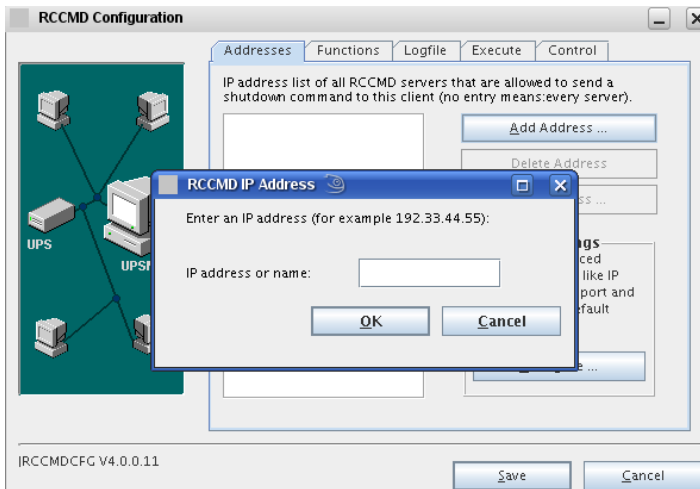 RCCMD Configuration
Addresses
Functions
Logfile
Execute
Control
IP address list of all RCCMD servers that are allowed to send a
shutdown command to this client (no entry means:every server).
Add Address ...
Delete Address
UPS
RCCMD IP Address
Enter an IP address (for example 192.33.44.55):
IP address or name:
OK
Cancel
like IP
port and
RCCMDCFG V4.0.0.11
Save
Cancel